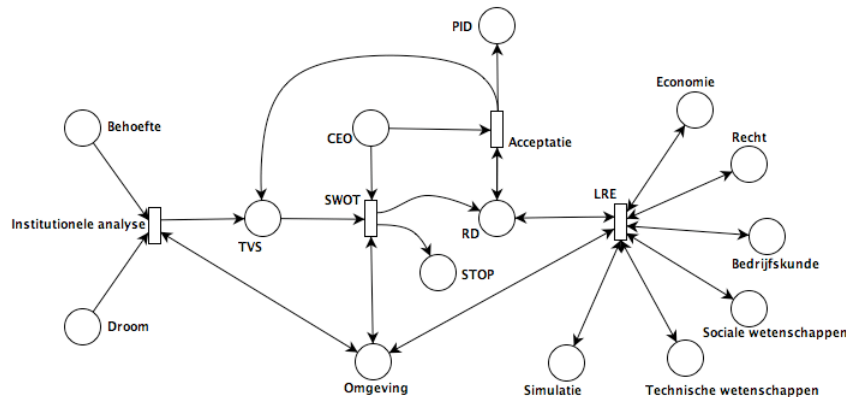 PID
Economie
Behoefte
CEO
Acceptatie
Recht
SWOT
LRE
Institutionele analyse
TVS
RD
STOP
Bedrijfskunde
Droom
Sociale wetenschappen
Omgeving
Simulatie
Technische wetenschappen